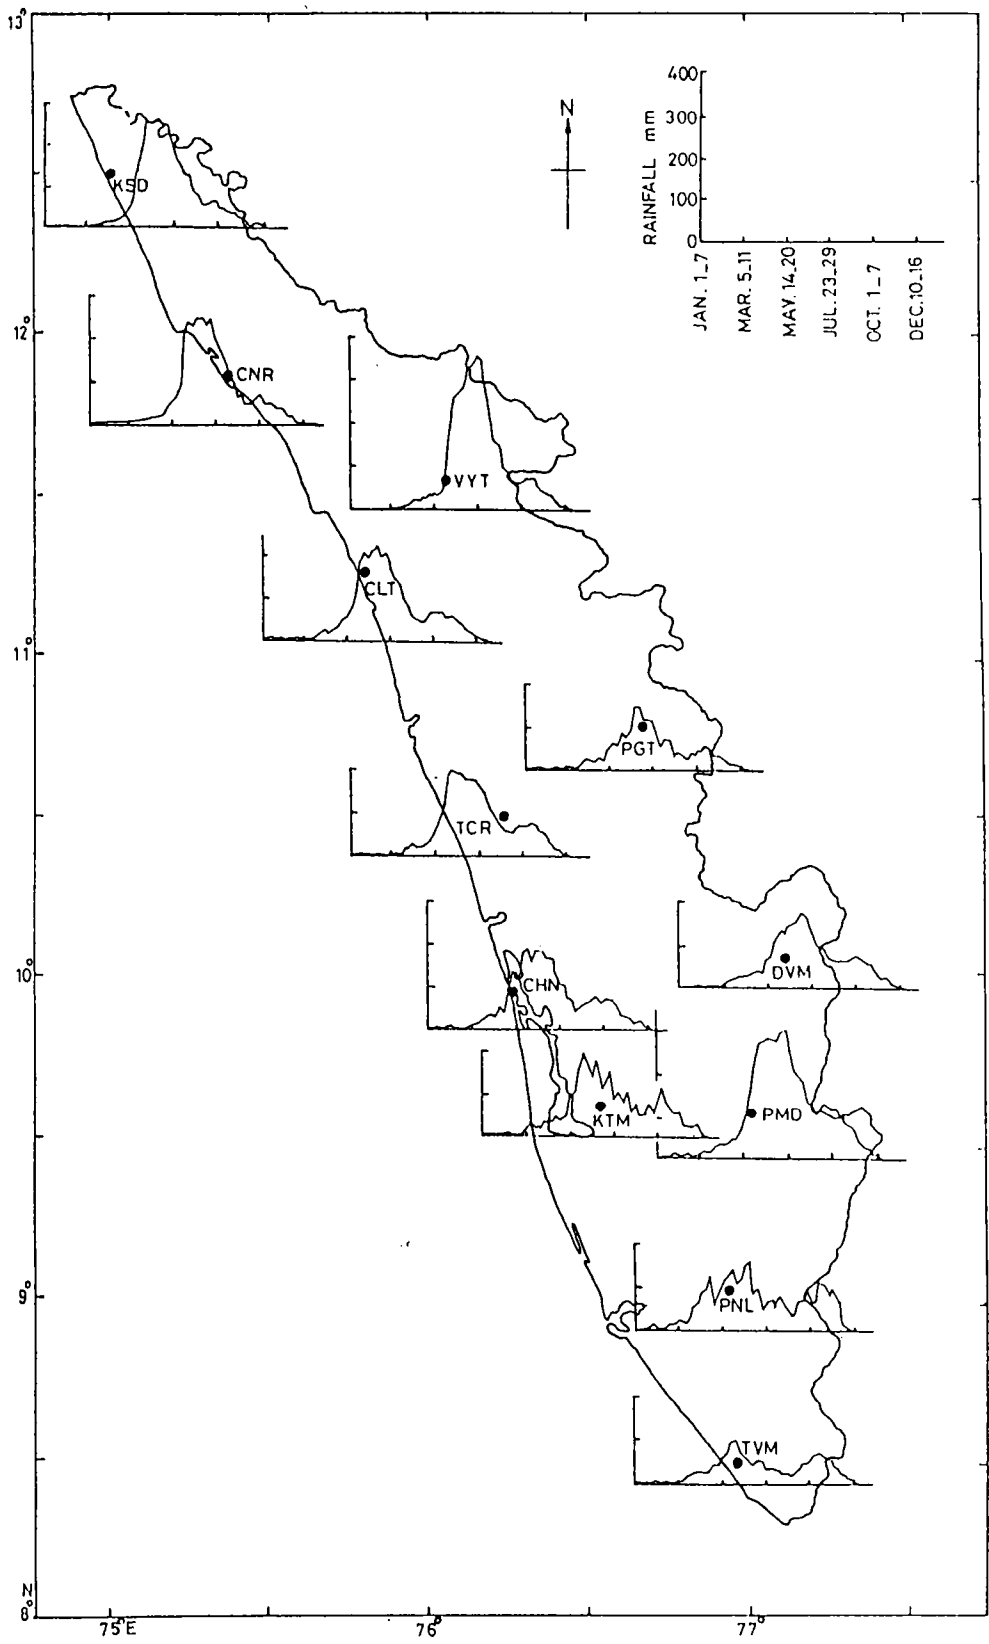 13°
400
N
300
RAINFALL mm
200
100
0
KSD
JAN. 1_7
MAR. 5_11
MAY. 14_20
JUL. 23_29
OCT. 1_7
DEC. 10_16
12°
CNR
VYT
CLT
11°
PGT
TCR
10°
DVM
CHN
KTM
PMD
9°
PNL
TVM
N
8°
75°E
76°
77°